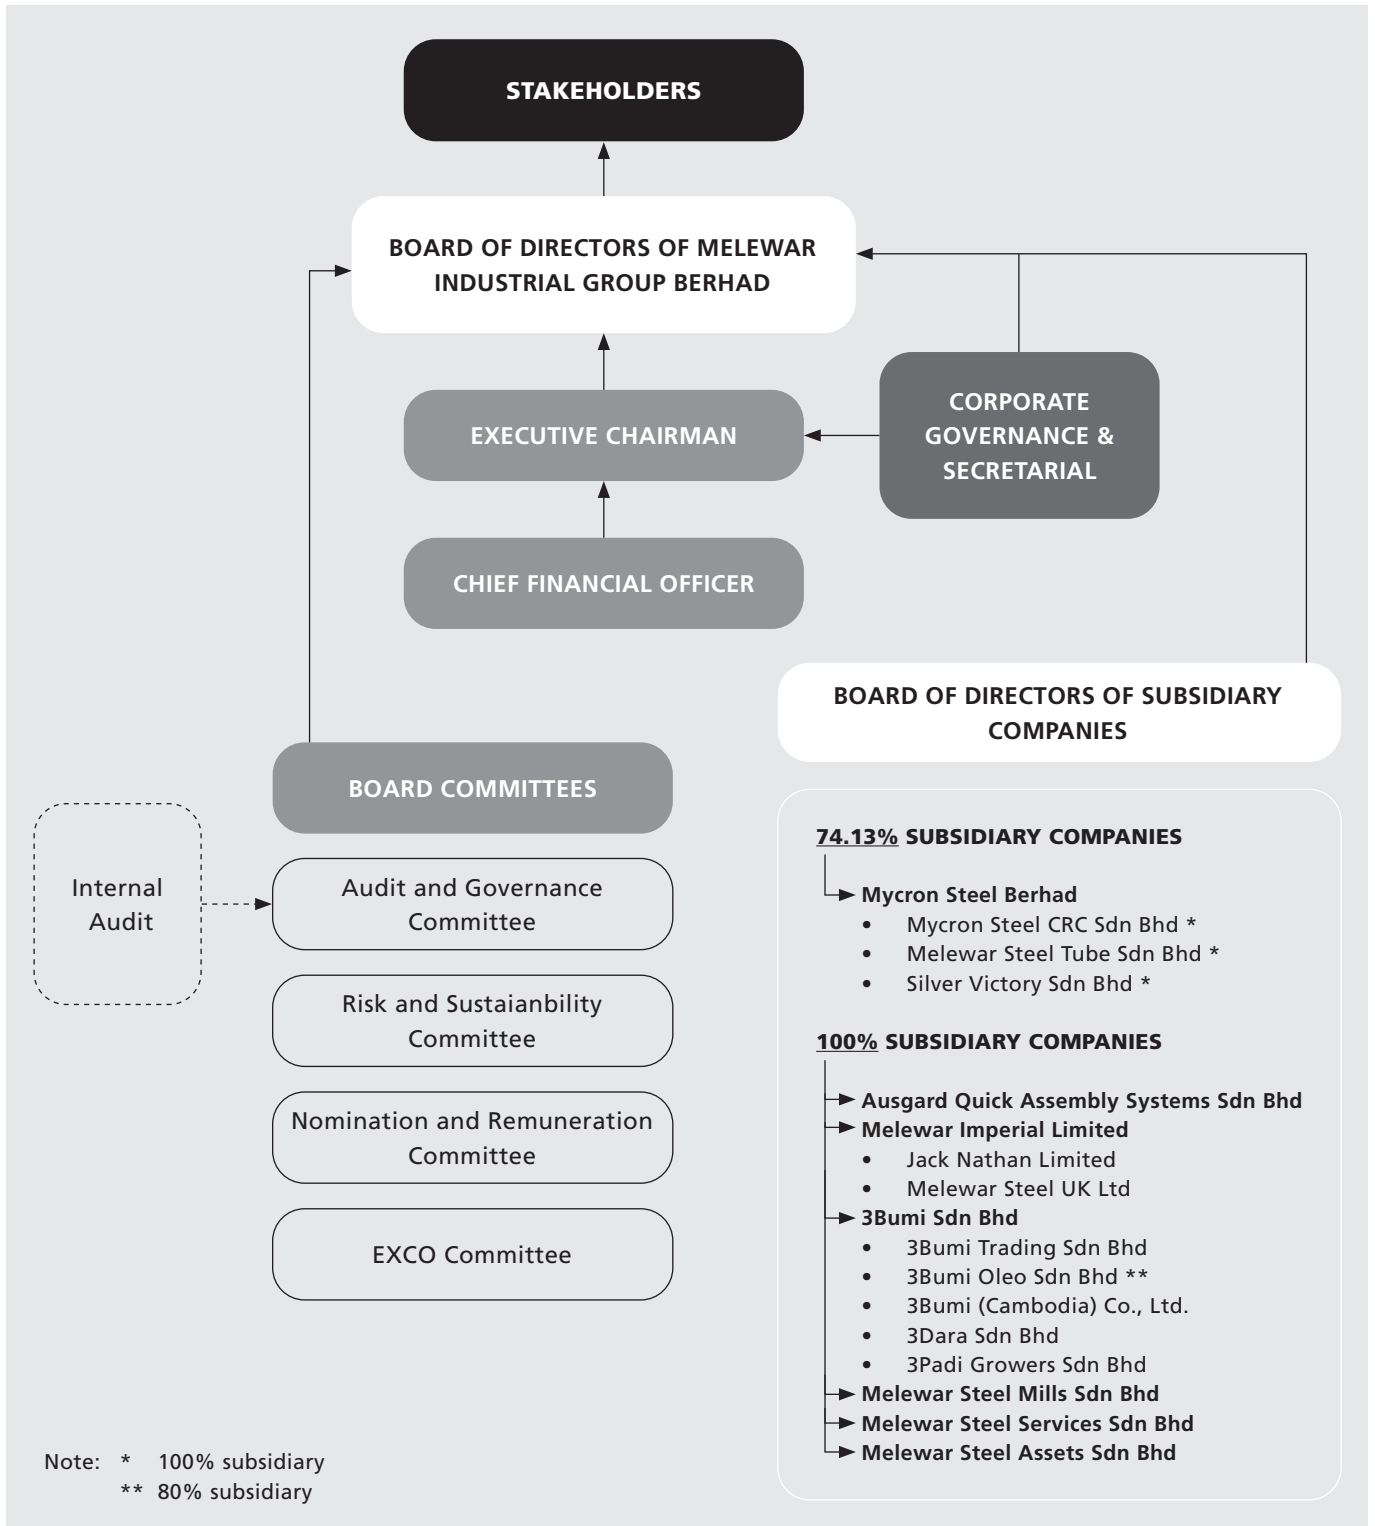 STAKEHOLDERS
BOARD OF DIRECTORS OF MELEWAR
INDUSTRIAL GROUP BERHAD
EXECUTIVE CHAIRMAN
CORPORATE
GOVERNANCE &
SECRETARIAL
CHIEF FINANCIAL OFFICER
BOARD OF DIRECTORS OF SUBSIDIARY
COMPANIES
BOARD COMMITTEES
Internal
Audit
Audit and Governance
Committee
Risk and Sustaianbility
Committee
Nomination and Remuneration
Committee
EXCO Committee
74.13% SUBSIDIARY COMPANIES
Mycron Steel Berhad
• Mycron Steel CRC Sdn Bhd *
• Melewar Steel Tube Sdn Bhd *
• Silver Victory Sdn Bhd *
100% SUBSIDIARY COMPANIES
Ausgard Quick Assembly Systems Sdn Bhd
Melewar Imperial Limited
• Jack Nathan Limited
• Melewar Steel UK Ltd
3Bumi Sdn Bhd
• 3Bumi Trading Sdn Bhd
• 3Bumi Oleo Sdn Bhd **
• 3Bumi (Cambodia) Co., Ltd.
• 3Dara Sdn Bhd
• 3Padi Growers Sdn Bhd
Melewar Steel Mills Sdn Bhd
Melewar Steel Services Sdn Bhd
Melewar Steel Assets Sdn Bhd
Note: * 100% subsidiary
** 80% subsidiary